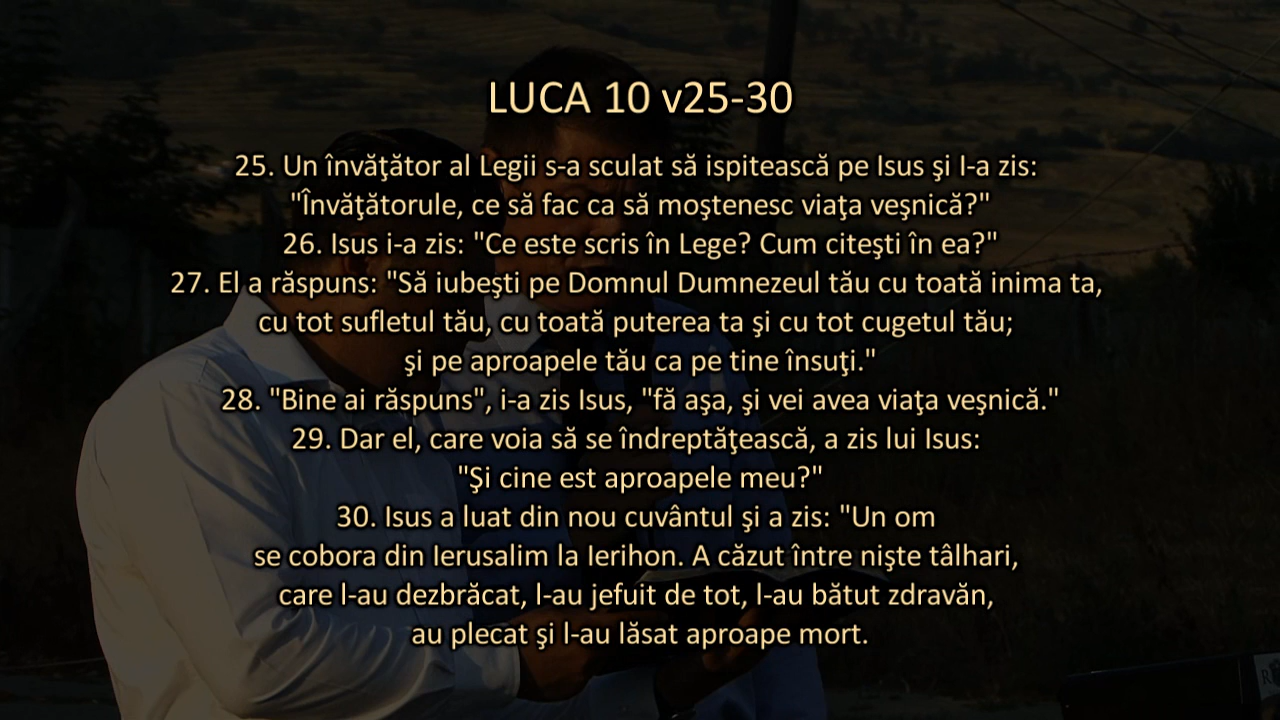 LUCA 10 v25-30
25. Un învăţător al Legii s-a sculat să ispitească pe Isus şi I-a zis:
"Învăţătorule, ce să fac ca să moştenesc viaţa veşnică?"
26. Isus i-a zis: "Ce este scris în Lege? Cum citeşti în ea?"
27. El a răspuns: "Să iubeşti pe Domnul Dumnezeul tău cu toată inima ta,
cu tot sufletul tău, cu toată puterea ta şi cu tot cugetul tău;
şi pe aproapele tău ca pe tine însuţi."
28. "Bine ai răspuns", i-a zis Isus, "fă aşa, şi vei avea viaţa veşnică."
29. Dar el, care voia să se îndreptăţească, a zis lui Isus:
"Şi cine est aproapele meu?"
30. Isus a luat din nou cuvântul şi a zis: "Un om
se cobora din Ierusalim la Ierihon. A căzut între nişte tâlhari,
care l-au dezbrăcat, l-au jefuit de tot, l-au bătut zdravăn,
au plecat şi l-au lăsat aproape mort.